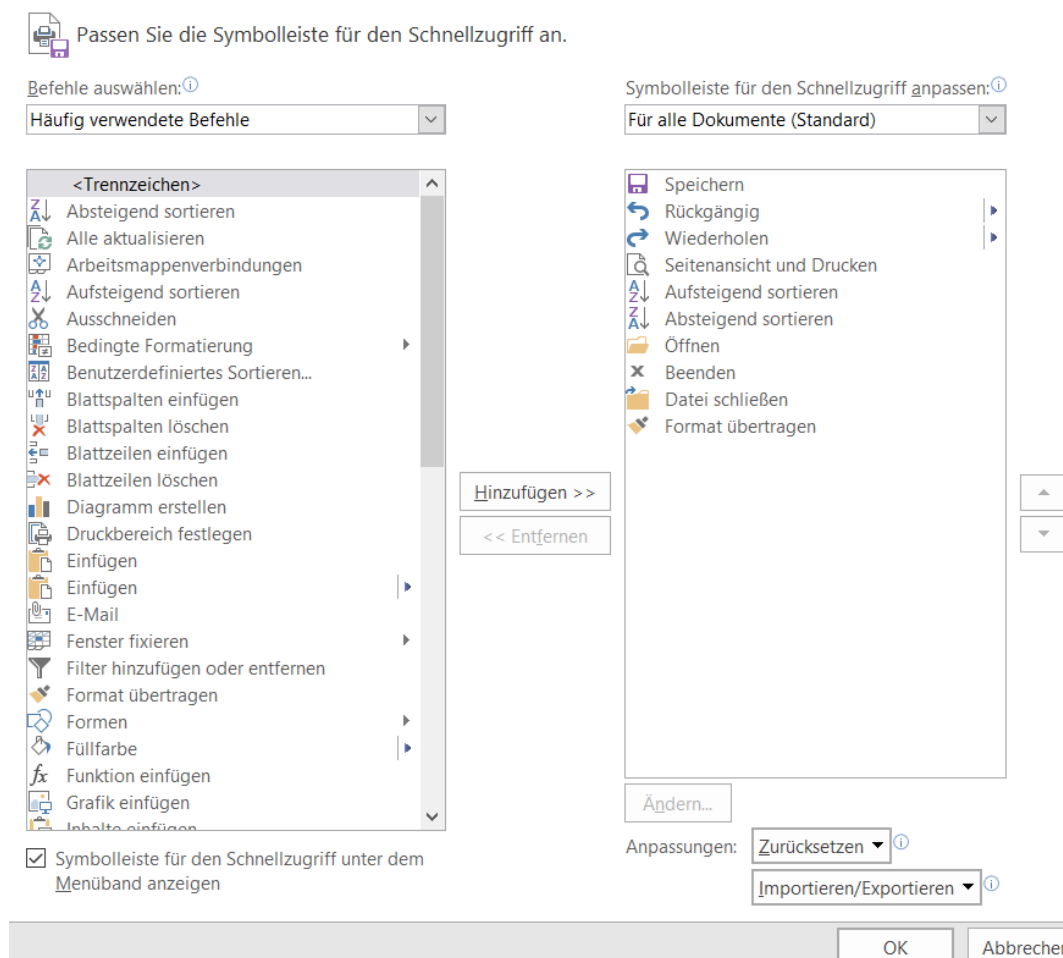 Passen Sie die Symbolleiste für den Schnellzugriff an.
Befehle auswählen:
Häufig verwendete Befehle
<Trennzeichen>
Absteigend sortieren
Alle aktualisieren
Arbeitsmappenverbindungen
Aufsteigend sortieren
Ausschneiden
Bedingte Formatierung
Benutzerdefiniertes Sortieren...
Blattspalten einfügen
Blattspalten löschen
Blattzeilen einfügen
Blattzeilen löschen
Diagramm erstellen
Druckbereich festlegen
Einfügen
Einfügen
E-Mail
Fenster fixieren
Filter hinzufügen oder entfernen
Format übertragen
Formen
Füllfarbe
Funktion einfügen
Grafik einfügen
Inhalte einfügen
Symbolleiste für den Schnellzugriff unter dem
Menüband anzeigen
Hinzufügen >>
<< Entfernen
Symbolleiste für den Schnellzugriff anpassen:
Für alle Dokumente (Standard)
Speichern
Rückgängig
Wiederholen
Seitenansicht und Drucken
Aufsteigend sortieren
Absteigend sortieren
Öffnen
Beenden
Datei schließen
Format übertragen
Ändern...
Anpassungen:
Zurücksetzen
Importieren/Exportieren
OK
Abbrechen